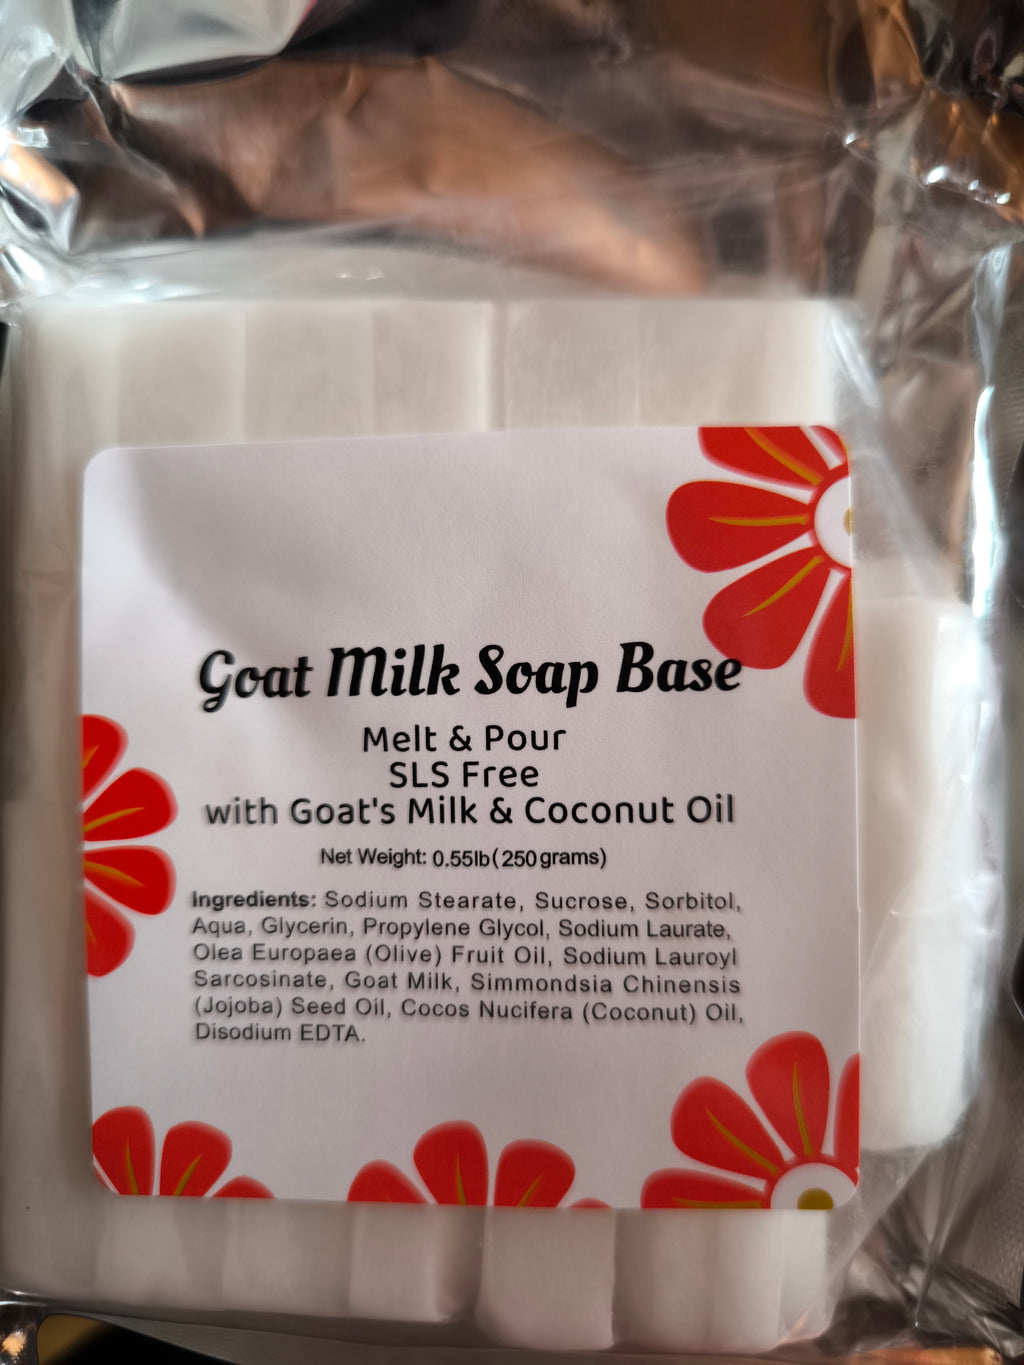 Goat Milk Soap Base
Melt & Pour
SLS Free
with Goat's Milk & Coconut Oil
Net Weight: 0.55lb(250grams)
Ingredients: Sodium Stearate, Sucrose, Sorbitol,
Aqua, Glycerin, Propylene Glycol, Sodium Laurate,
Olea Europaea (Olive) Fruit Oil, Sodium Lauroyl
Sarcosinate, Goat Milk, Simmondsia Chinensis
(Jojoba) Seed Oil, Cocos Nucifera (Coconut) Oil,
Disodium EDTA.